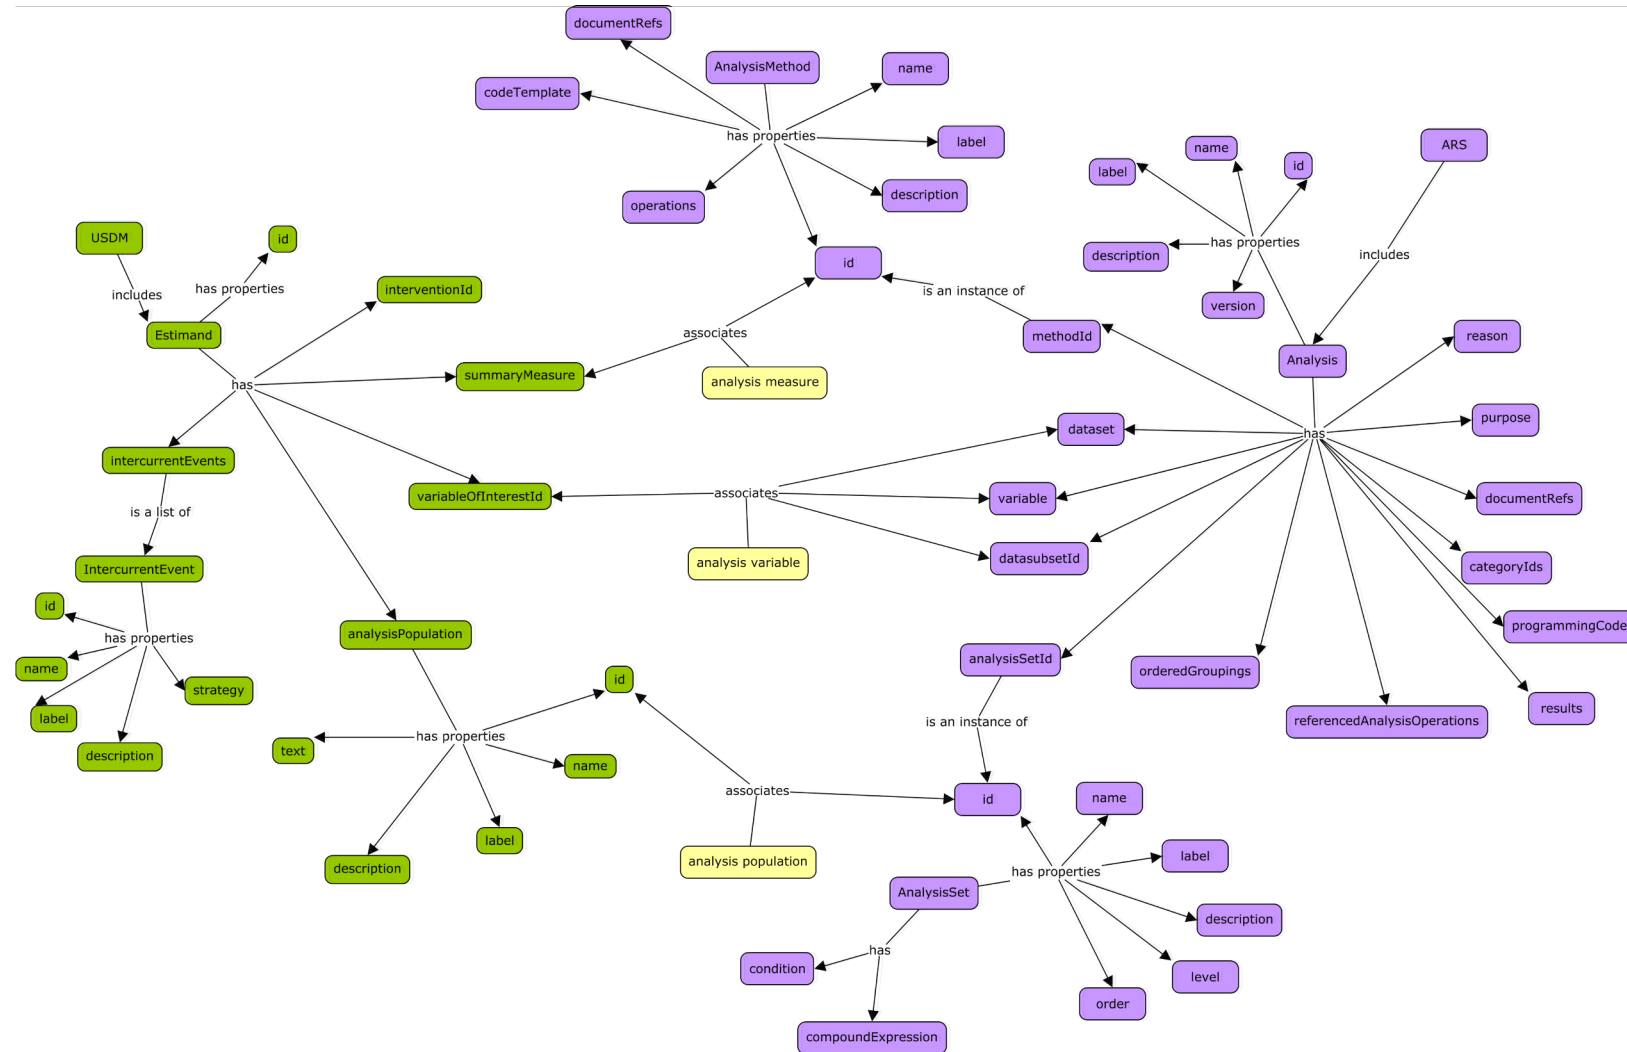 documentRefs
AnalysisMethod
name
codeTemplate
has properties
label
operations
description
id
name
id
label
ARS
has properties
description
includes
version
USDM
id
includes
has properties
Estimand
interventionId
has
summaryMeasure
associates
analysis measure
is an instance of
methodId
Analysis
reason
purpose
has
dataset
documentRefs
intercurrentEvents
variableOfInterestId
associates
variable
is a list of
datasubsetId
categoryIds
IntercurrentEvent
analysis variable
id
has properties
name
strategy
label
description
analysisPopulation
id
has properties
text
name
label
description
analysisSetId
orderedGroupings
programmingCode
results
referencedAnalysisOperations
is an instance of
associates
id
name
analysis population
label
has properties
AnalysisSet
description
has
condition
level
order
compoundExpression